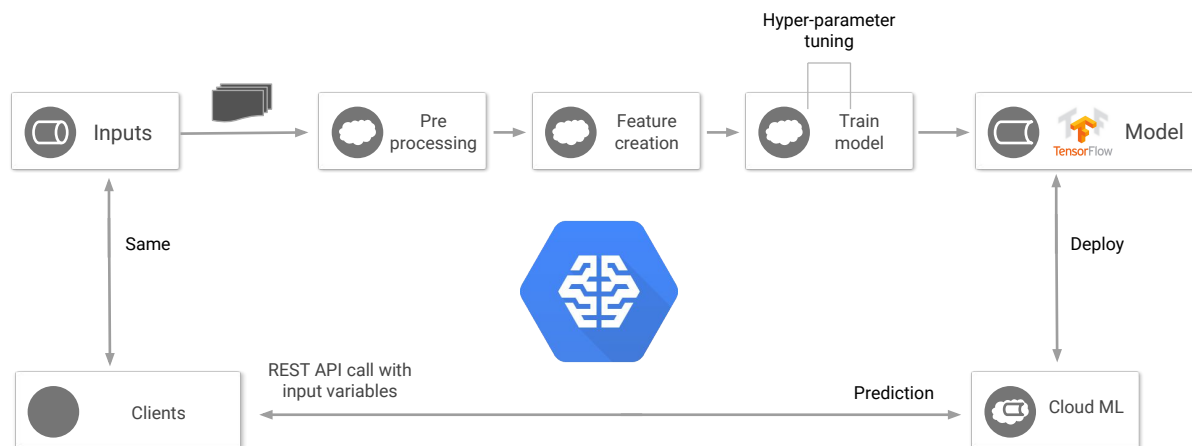 Hyper-parameter
tuning
Inputs
Pre
processing
Feature
creation
Train
model
TensorFlow
Model
Same
Deploy
REST API call with
input variables
Prediction
Clients
Cloud ML